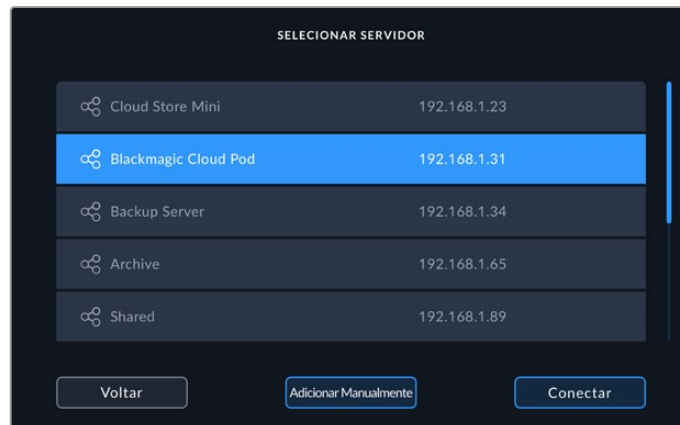 SELECIONAR SERVIDOR
Cloud Store Mini 192.168.1.23
Blackmagic Cloud Pod 192.168.1.31
Backup Server 192.168.1.34
Archive 192.168.1.65
Shared 192.168.1.89
Voltar Adicionar Manualmente Conectar